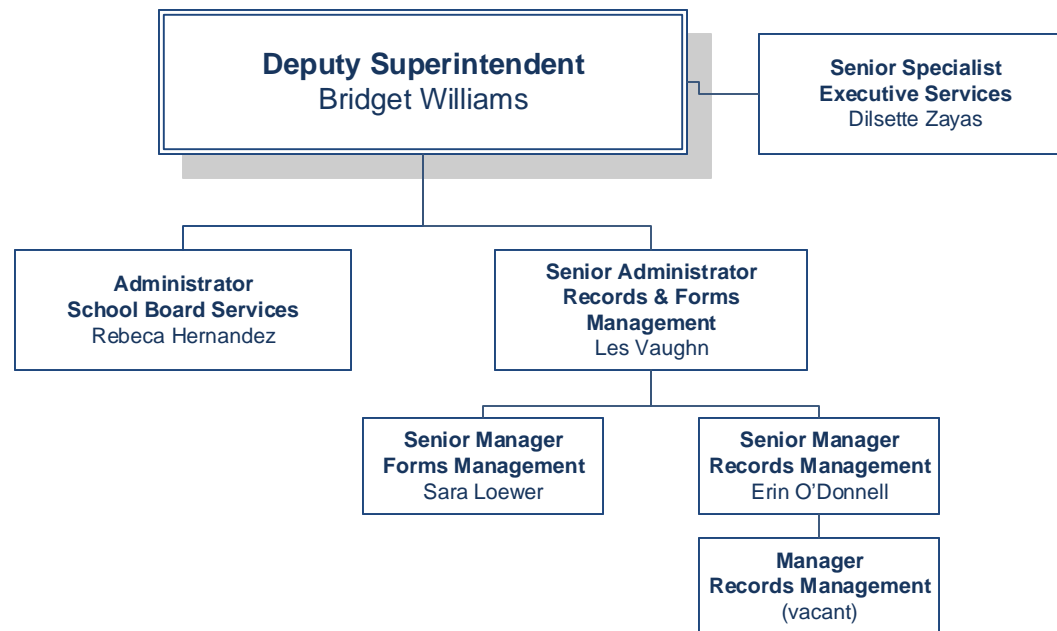 Deputy Superintendent
Bridget Williams
Senior Specialist
Executive Services
Dilsette Zayas
Administrator
School Board Services
Rebeca Hernandez
Senior Administrator
Records & Forms
Management
Les Vaughn
Senior Manager
Forms Management
Sara Loewer
Senior Manager
Records Management
Erin O’Donnell
Manager
Records Management
(vacant)